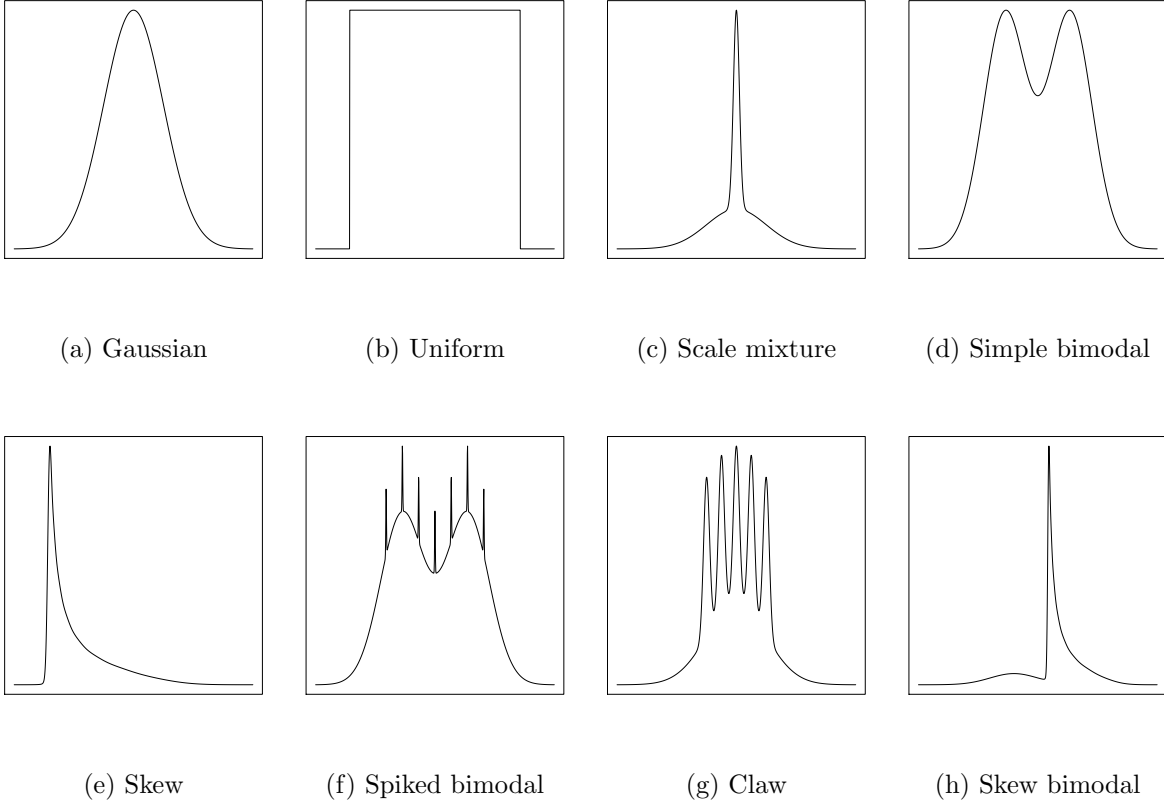 (a) Gaussian
(b) Uniform
(c) Scale mixture
(d) Simple bimodal
(e) Skew
(f) Spiked bimodal
(g) Claw
(h) Skew bimodal